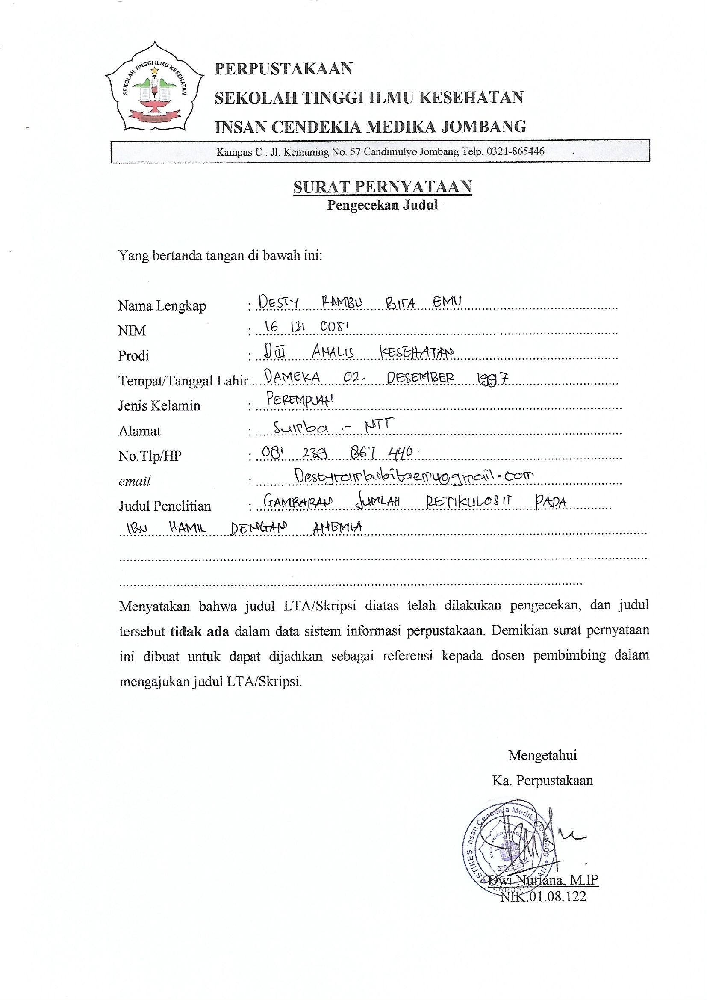 SEKOLAH TINGGI ILMU KESEHATAN
PERPUSTAKAAN
SEKOLAH TINGGI ILMU KESEHATAN
INSAN CENDEKIA MEDIKA JOMBANG
Kampus C : Jl. Kemuning No. 57 Candimulyo Jombang Telp. 0321-865446
SURAT PERNYATAAN
Pengecekan Judul
Yang bertanda tangan di bawah ini:
Nama Lengkap : DESTY RAMBU BITA EMU
NIM : 16 131 0051
Prodi : DIII ANALIS KESEHATAN
Tempat/Tanggal Lahir: DAMEKA 02. DESEMBER 1997
Jenis Kelamin : PEREMPUAN
Alamat : Sumba - NTT
No.Tlp/HP : 081 239 867 440
email : Destyrambubitaemu@gmail.com
Judul Penelitian : GAMBARAN JUMLAH RETIKULOSIT PADA
IBU HAMIL DENGAN ANEMIA
Menyatakan bahwa judul LTA/Skripsi diatas telah dilakukan pengecekan, dan judul
tersebut tidak ada dalam data sistem informasi perpustakaan. Demikian surat pernyataan
ini dibuat untuk dapat dijadikan sebagai referensi kepada dosen pembimbing dalam
mengajukan judul LTA/Skripsi.
Mengetahui
Ka. Perpustakaan
STIKES Insan Cendekia Medika Jombang
PERPUSTAKAAN
Dwi Nuriana, M.IP
NIK.01.08.122